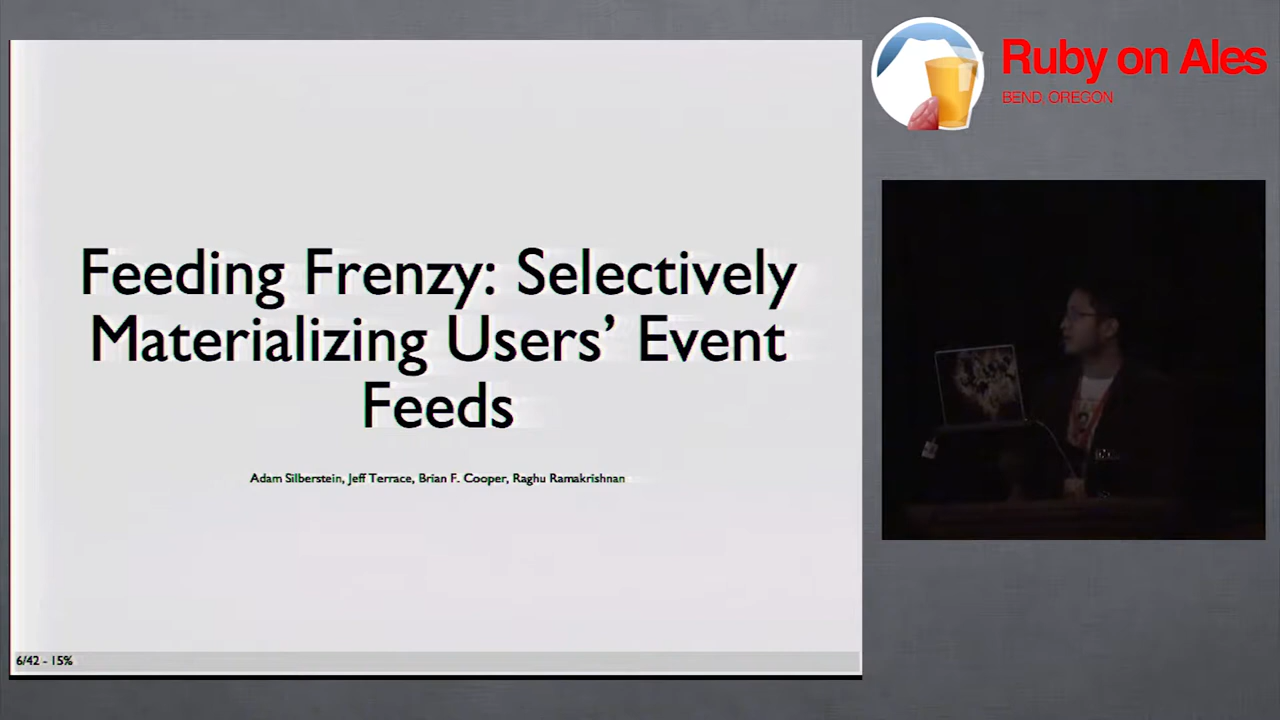 Ruby on Ales
BEND, OREGON
Feeding Frenzy: Selectively
Materializing Users’ Event
Feeds
Adam Silberstein, Jeff Terrace, Brian F. Cooper, Raghu Ramakrishnan
6/42 - 15%